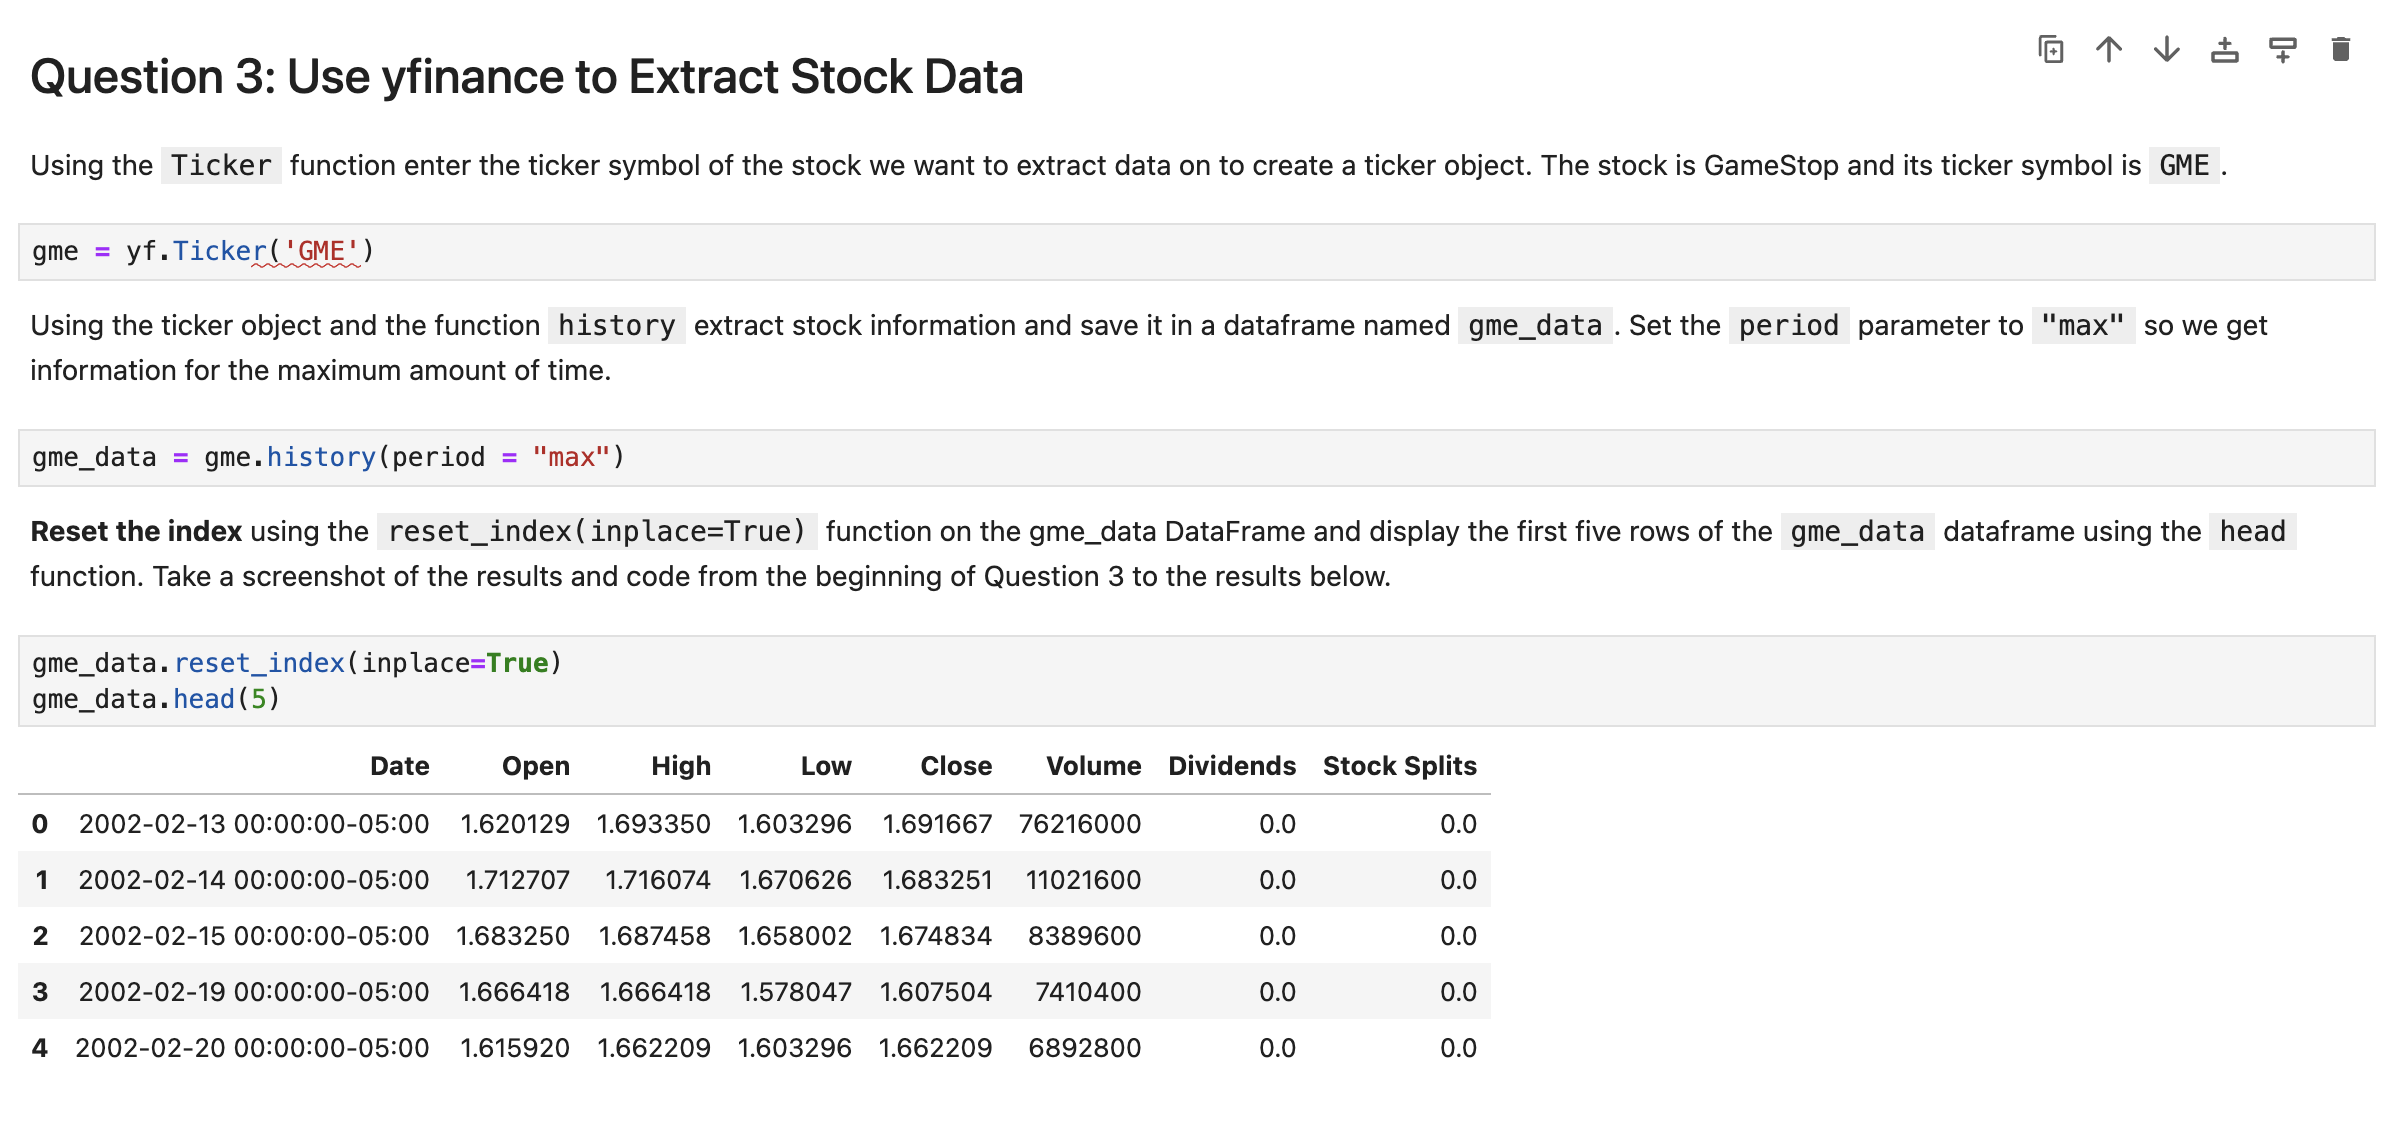 Question 3: Use yfinance to Extract Stock Data
Using the Ticker function enter the ticker symbol of the stock we want to extract data on to create a ticker object. The stock is GameStop and its ticker symbol is GME .
gme = yf.Ticker('GME')
Using the ticker object and the function history extract stock information and save it in a dataframe named gme_data . Set the period parameter to "max" so we get
information for the maximum amount of time.
gme_data = gme.history(period = "max")
Reset the index using the reset_index(inplace=True) function on the gme_data DataFrame and display the first five rows of the gme_data dataframe using the head
function. Take a screenshot of the results and code from the beginning of Question 3 to the results below.
gme_data.reset_index(inplace=True)
gme_data.head(5)
Date Open High Low Close Volume Dividends Stock Splits
0 2002-02-13 00:00:00-05:00 1.620129 1.693350 1.603296 1.691667 76216000 0.0 0.0
1 2002-02-14 00:00:00-05:00 1.712707 1.716074 1.670626 1.683251 11021600 0.0 0.0
2 2002-02-15 00:00:00-05:00 1.683250 1.687458 1.658002 1.674834 8389600 0.0 0.0
3 2002-02-19 00:00:00-05:00 1.666418 1.666418 1.578047 1.607504 7410400 0.0 0.0
4 2002-02-20 00:00:00-05:00 1.615920 1.662209 1.603296 1.662209 6892800 0.0 0.0